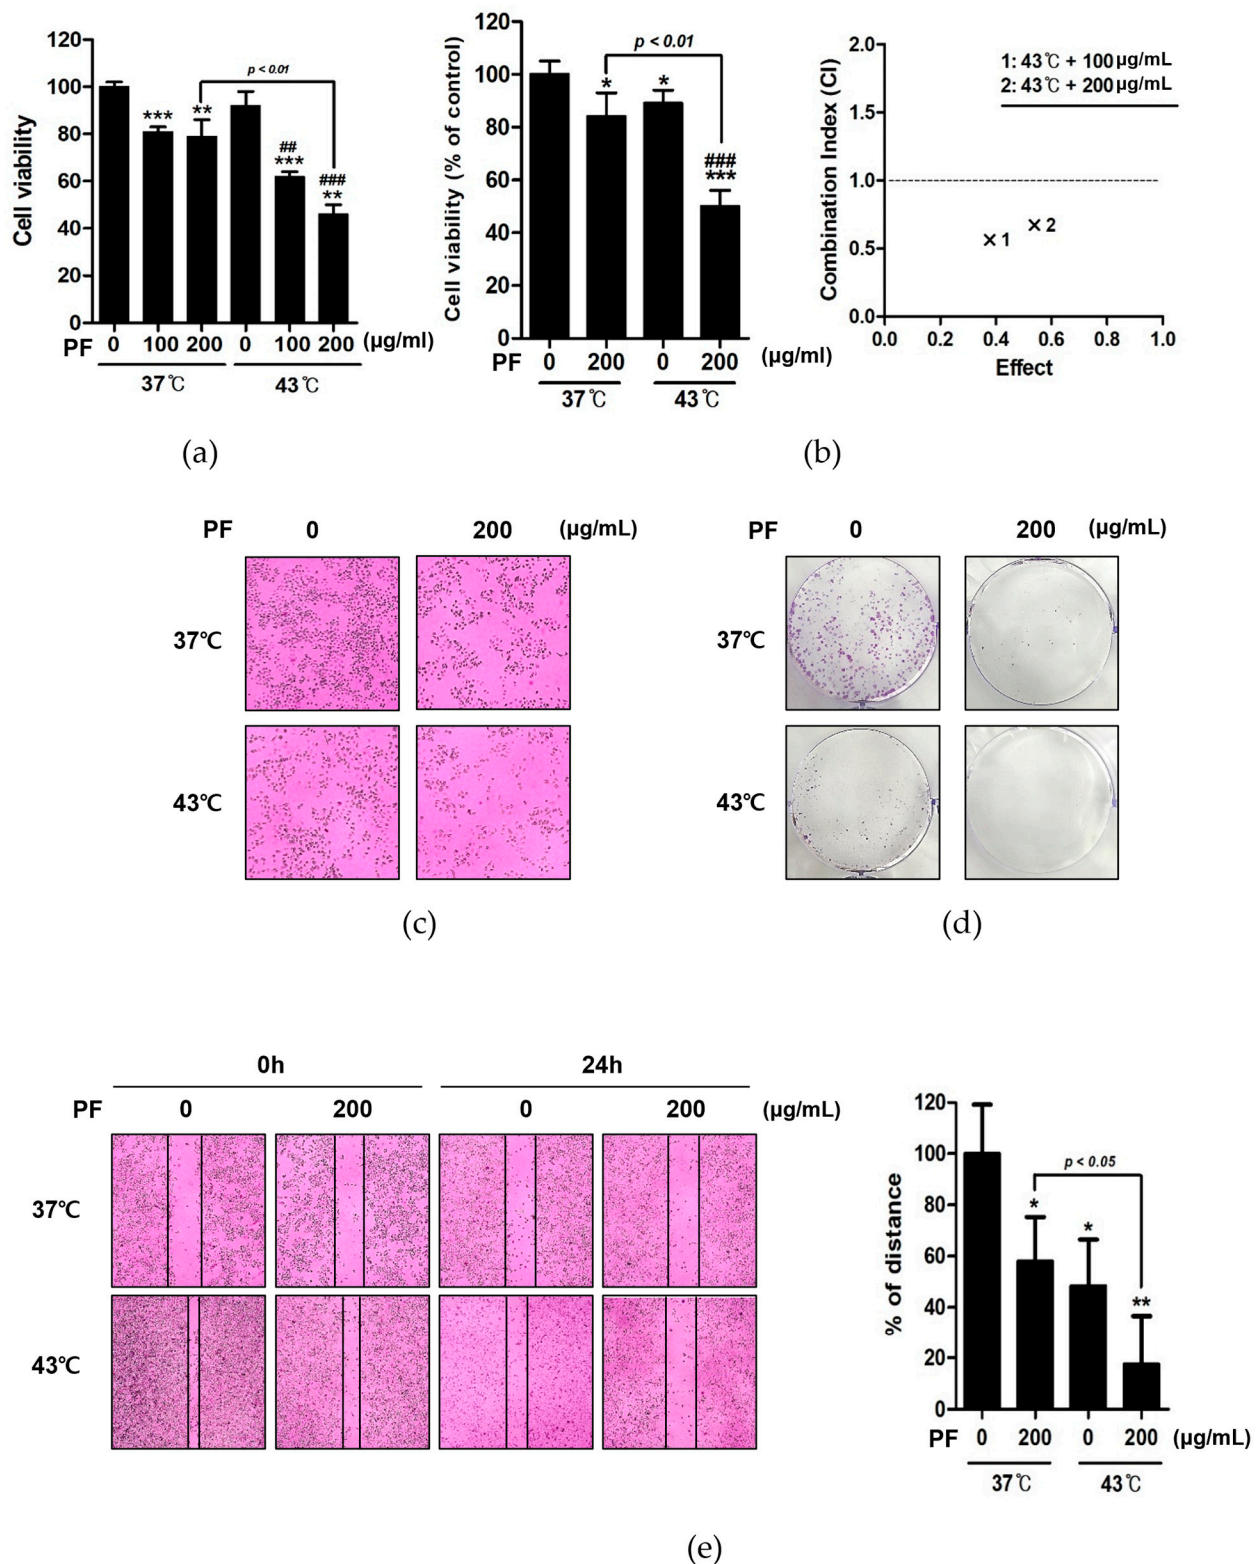 120
100
80
60
40
20
0
Cell viability
p < 0.01
***
**
##
***
###
**
PF 0 100 200 0 100 200 (µg/ml)
37℃ 43℃
(a)
120
100
80
60
40
20
0
Cell viability (% of control)
p < 0.01
*
*
###
***
PF 0 200 0 200 (µg/ml)
37℃ 43℃
2.0
1.5
1.0
0.5
0.0
Combination Index (CI)
1: 43℃ + 100µg/mL
2: 43℃ + 200µg/mL
× 1
× 2
0.0 0.2 0.4 0.6 0.8 1.0
Effect
(b)
PF 0 200 (µg/mL)
37℃
43℃
(c)
PF 0 200 (µg/mL)
37℃
43℃
(d)
0h 24h
PF 0 200 0 200 (µg/mL)
37℃
43℃
120
100
80
60
40
20
0
% of distance
p < 0.05
*
*
**
PF 0 200 0 200 (µg/mL)
37℃ 43℃
(e)